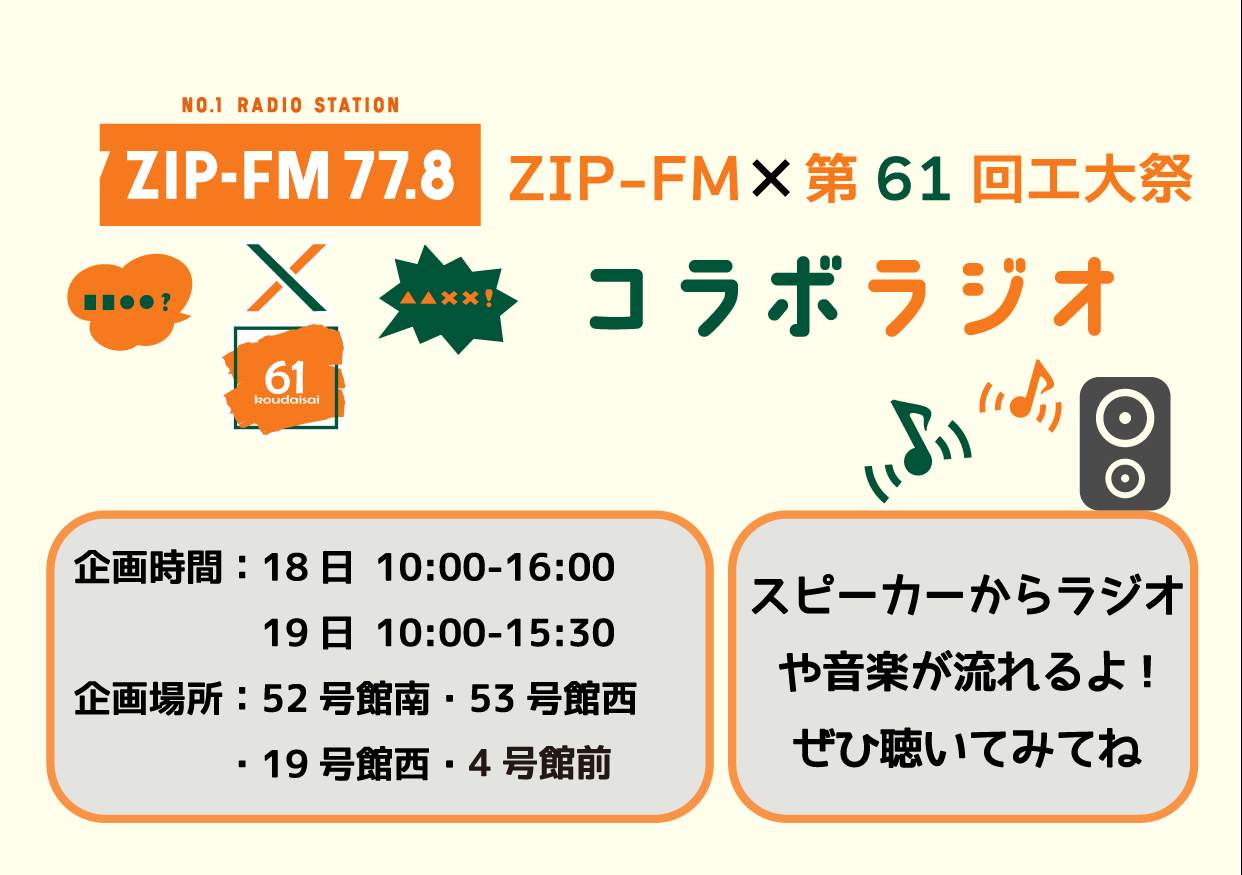 NO.1 RADIO STATION
ZIP-FM 77.8
ZIP-FM×第61回工大祭
■■●●?
▲▲××!
コラボラジオ
61
koudaisai
企画時間：18日 10:00-16:00
19日 10:00-15:30
企画場所：52号館南・53号館西
・19号館西・4号館前
スピーカーからラジオ
や音楽が流れるよ！
ぜひ聴いてみてね